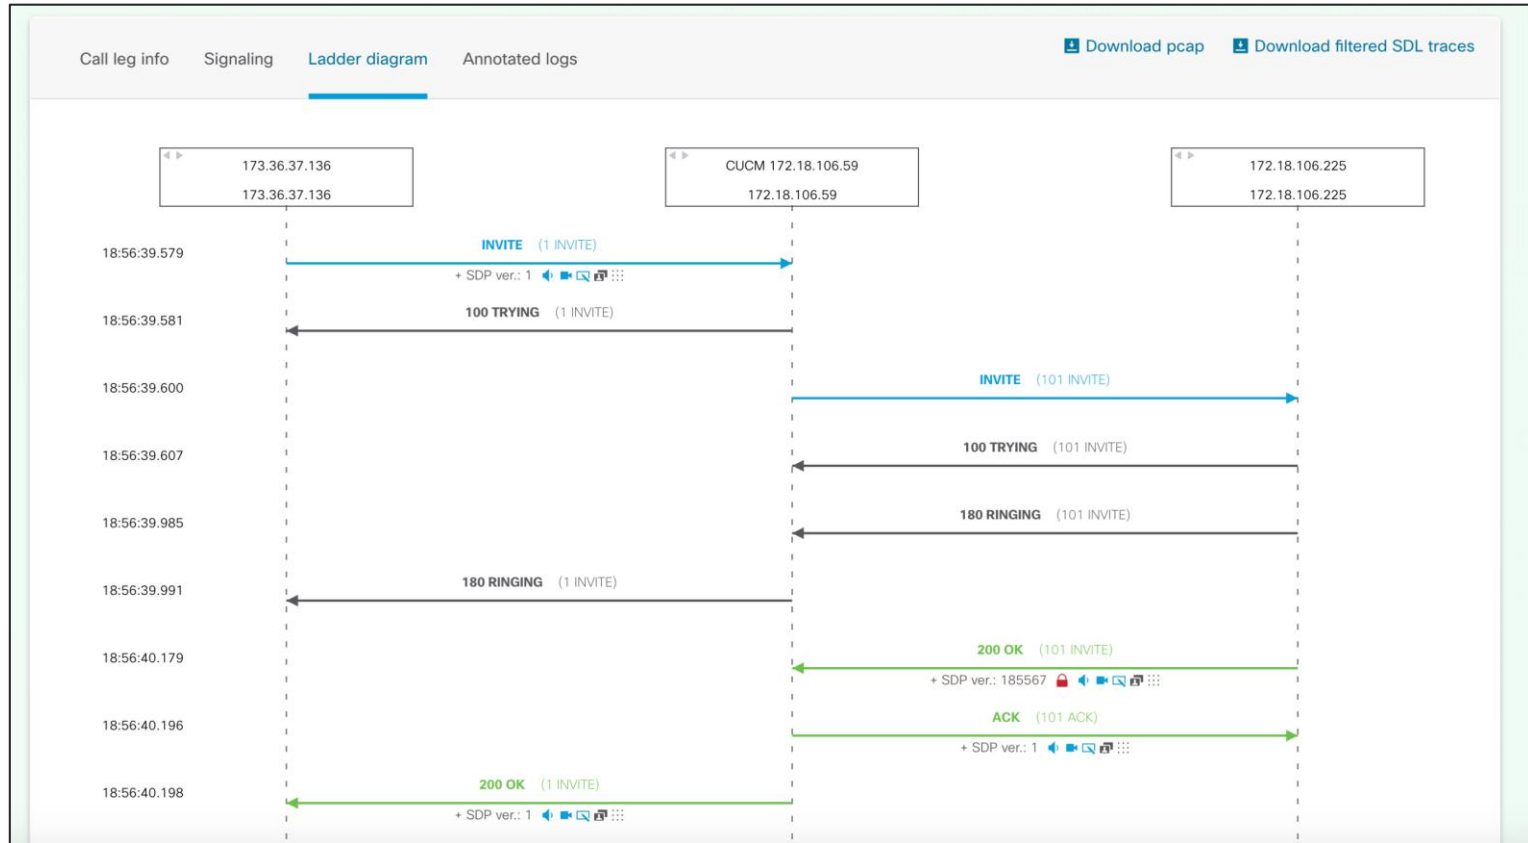 Call leg info Signaling Ladder diagram Annotated logs Download pcap Download filtered SDL traces
173.36.37.136 CUCM 172.18.106.59 172.18.106.225
173.36.37.136 172.18.106.59 172.18.106.225
18:56:39.579 INVITE (1 INVITE)
+ SDP ver.: 1
18:56:39.581 100 TRYING (1 INVITE)
18:56:39.600 INVITE (101 INVITE)
18:56:39.607 100 TRYING (101 INVITE)
18:56:39.985 180 RINGING (101 INVITE)
18:56:39.991 180 RINGING (1 INVITE)
18:56:40.179 200 OK (101 INVITE)
+ SDP ver.: 185567
18:56:40.196 ACK (101 ACK)
+ SDP ver.: 1
18:56:40.198 200 OK (1 INVITE)
+ SDP ver.: 1